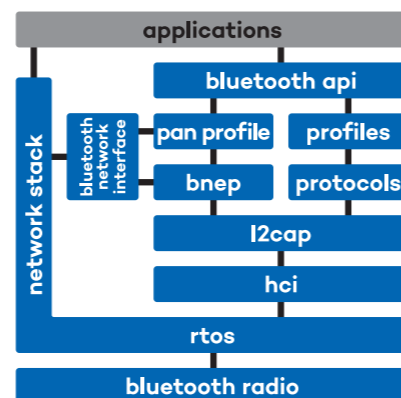 applications
bluetooth api
network stack
bluetooth
network
interface
pan profile
profiles
bnep
protocols
l2cap
hci
rtos
bluetooth radio